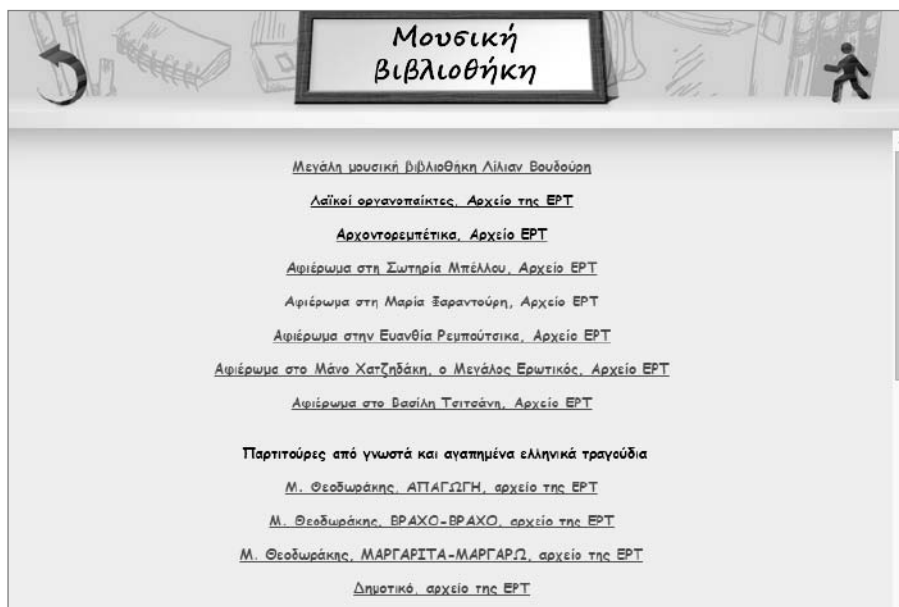 Μουσική
βιβλιοθήκη
Μεγάλη μουσική βιβλιοθήκη Λίλιαν Βουδούρη
Λαϊκοί οργανοπαίκτες, Αρχείο της ΕΡΤ
Αρχοντορεμπέτικα, Αρχείο ΕΡΤ
Αφιέρωμα στη Σωτηρία Μπέλλου, Αρχείο ΕΡΤ
Αφιέρωμα στη Μαρία Φαραντούρη, Αρχείο ΕΡΤ
Αφιέρωμα στην Ευανθία Ρεμπούτσικα, Αρχείο ΕΡΤ
Αφιέρωμα στο Μάνο Χατζηδάκη, ο Μεγάλος Ερωτικός, Αρχείο ΕΡΤ
Αφιέρωμα στο Βασίλη Τσιτσάνη, Αρχείο ΕΡΤ
Παρτιτούρες από γνωστά και αγαπημένα ελληνικά τραγούδια
Μ. Θεοδωράκης, ΑΠΑΓΩΓΗ, αρχείο της ΕΡΤ
Μ. Θεοδωράκης, ΒΡΑΧΟ-ΒΡΑΧΟ, αρχείο της ΕΡΤ
Μ. Θεοδωράκης, ΜΑΡΓΑΡΙΤΑ-ΜΑΡΓΑΡΩ, αρχείο της ΕΡΤ
Δημοτικό, αρχείο της ΕΡΤ